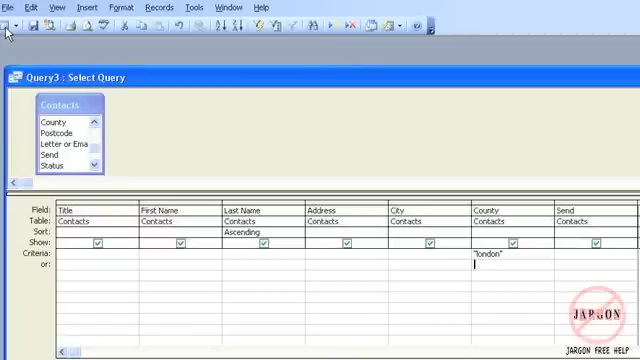 File Edit View Insert Format Records Tools Window Help
Query3 : Select Query
Contacts
County
Postcode
Letter or Ema
Send
Status
Field: Title First Name Last Name Address City County Send
Table: Contacts Contacts Contacts Contacts Contacts Contacts Contacts
Sort: Ascending
Show:
Criteria: "london"
or:
JARGON
JARGON FREE HELP